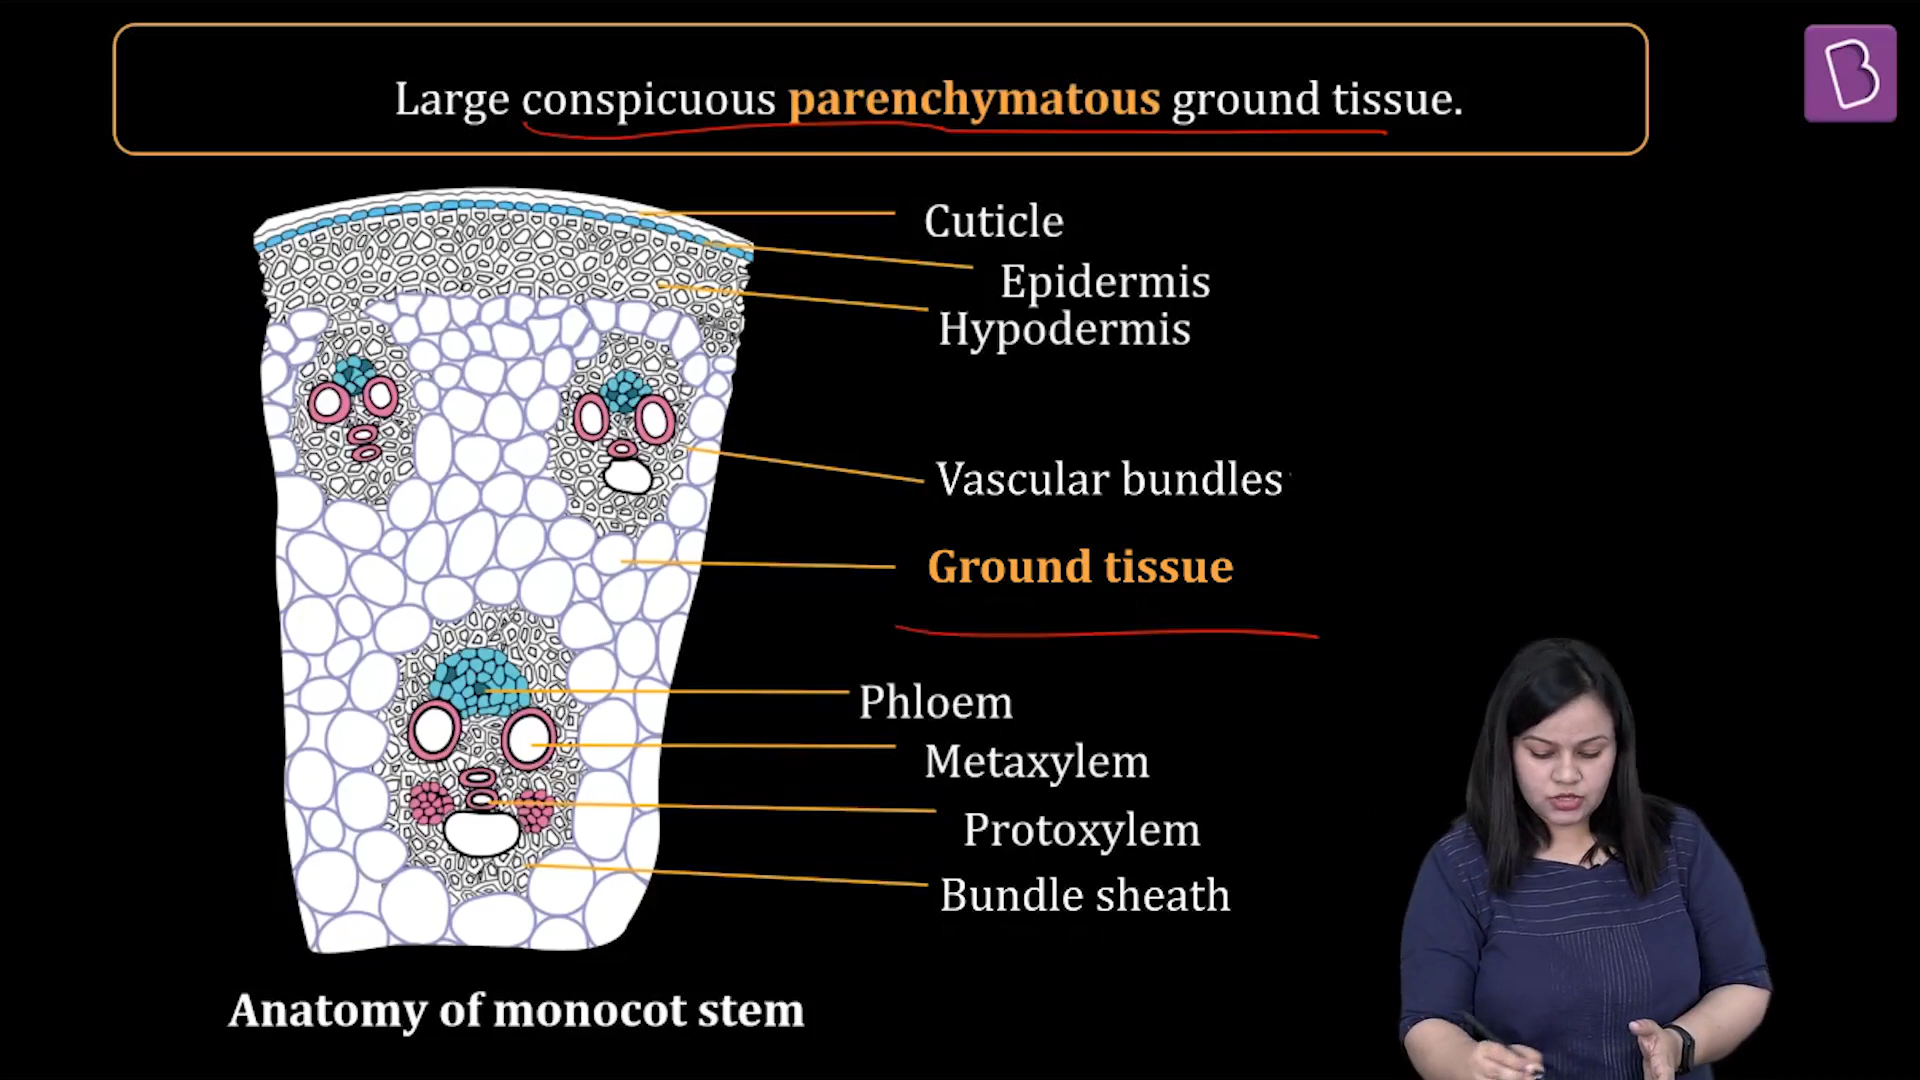 Large conspicuous parenchymatous ground tissue.
B
Cuticle
Epidermis
Hypodermis
Vascular bundles
Ground tissue
Phloem
Metaxylem
Protoxylem
Bundle sheath
Anatomy of monocot stem